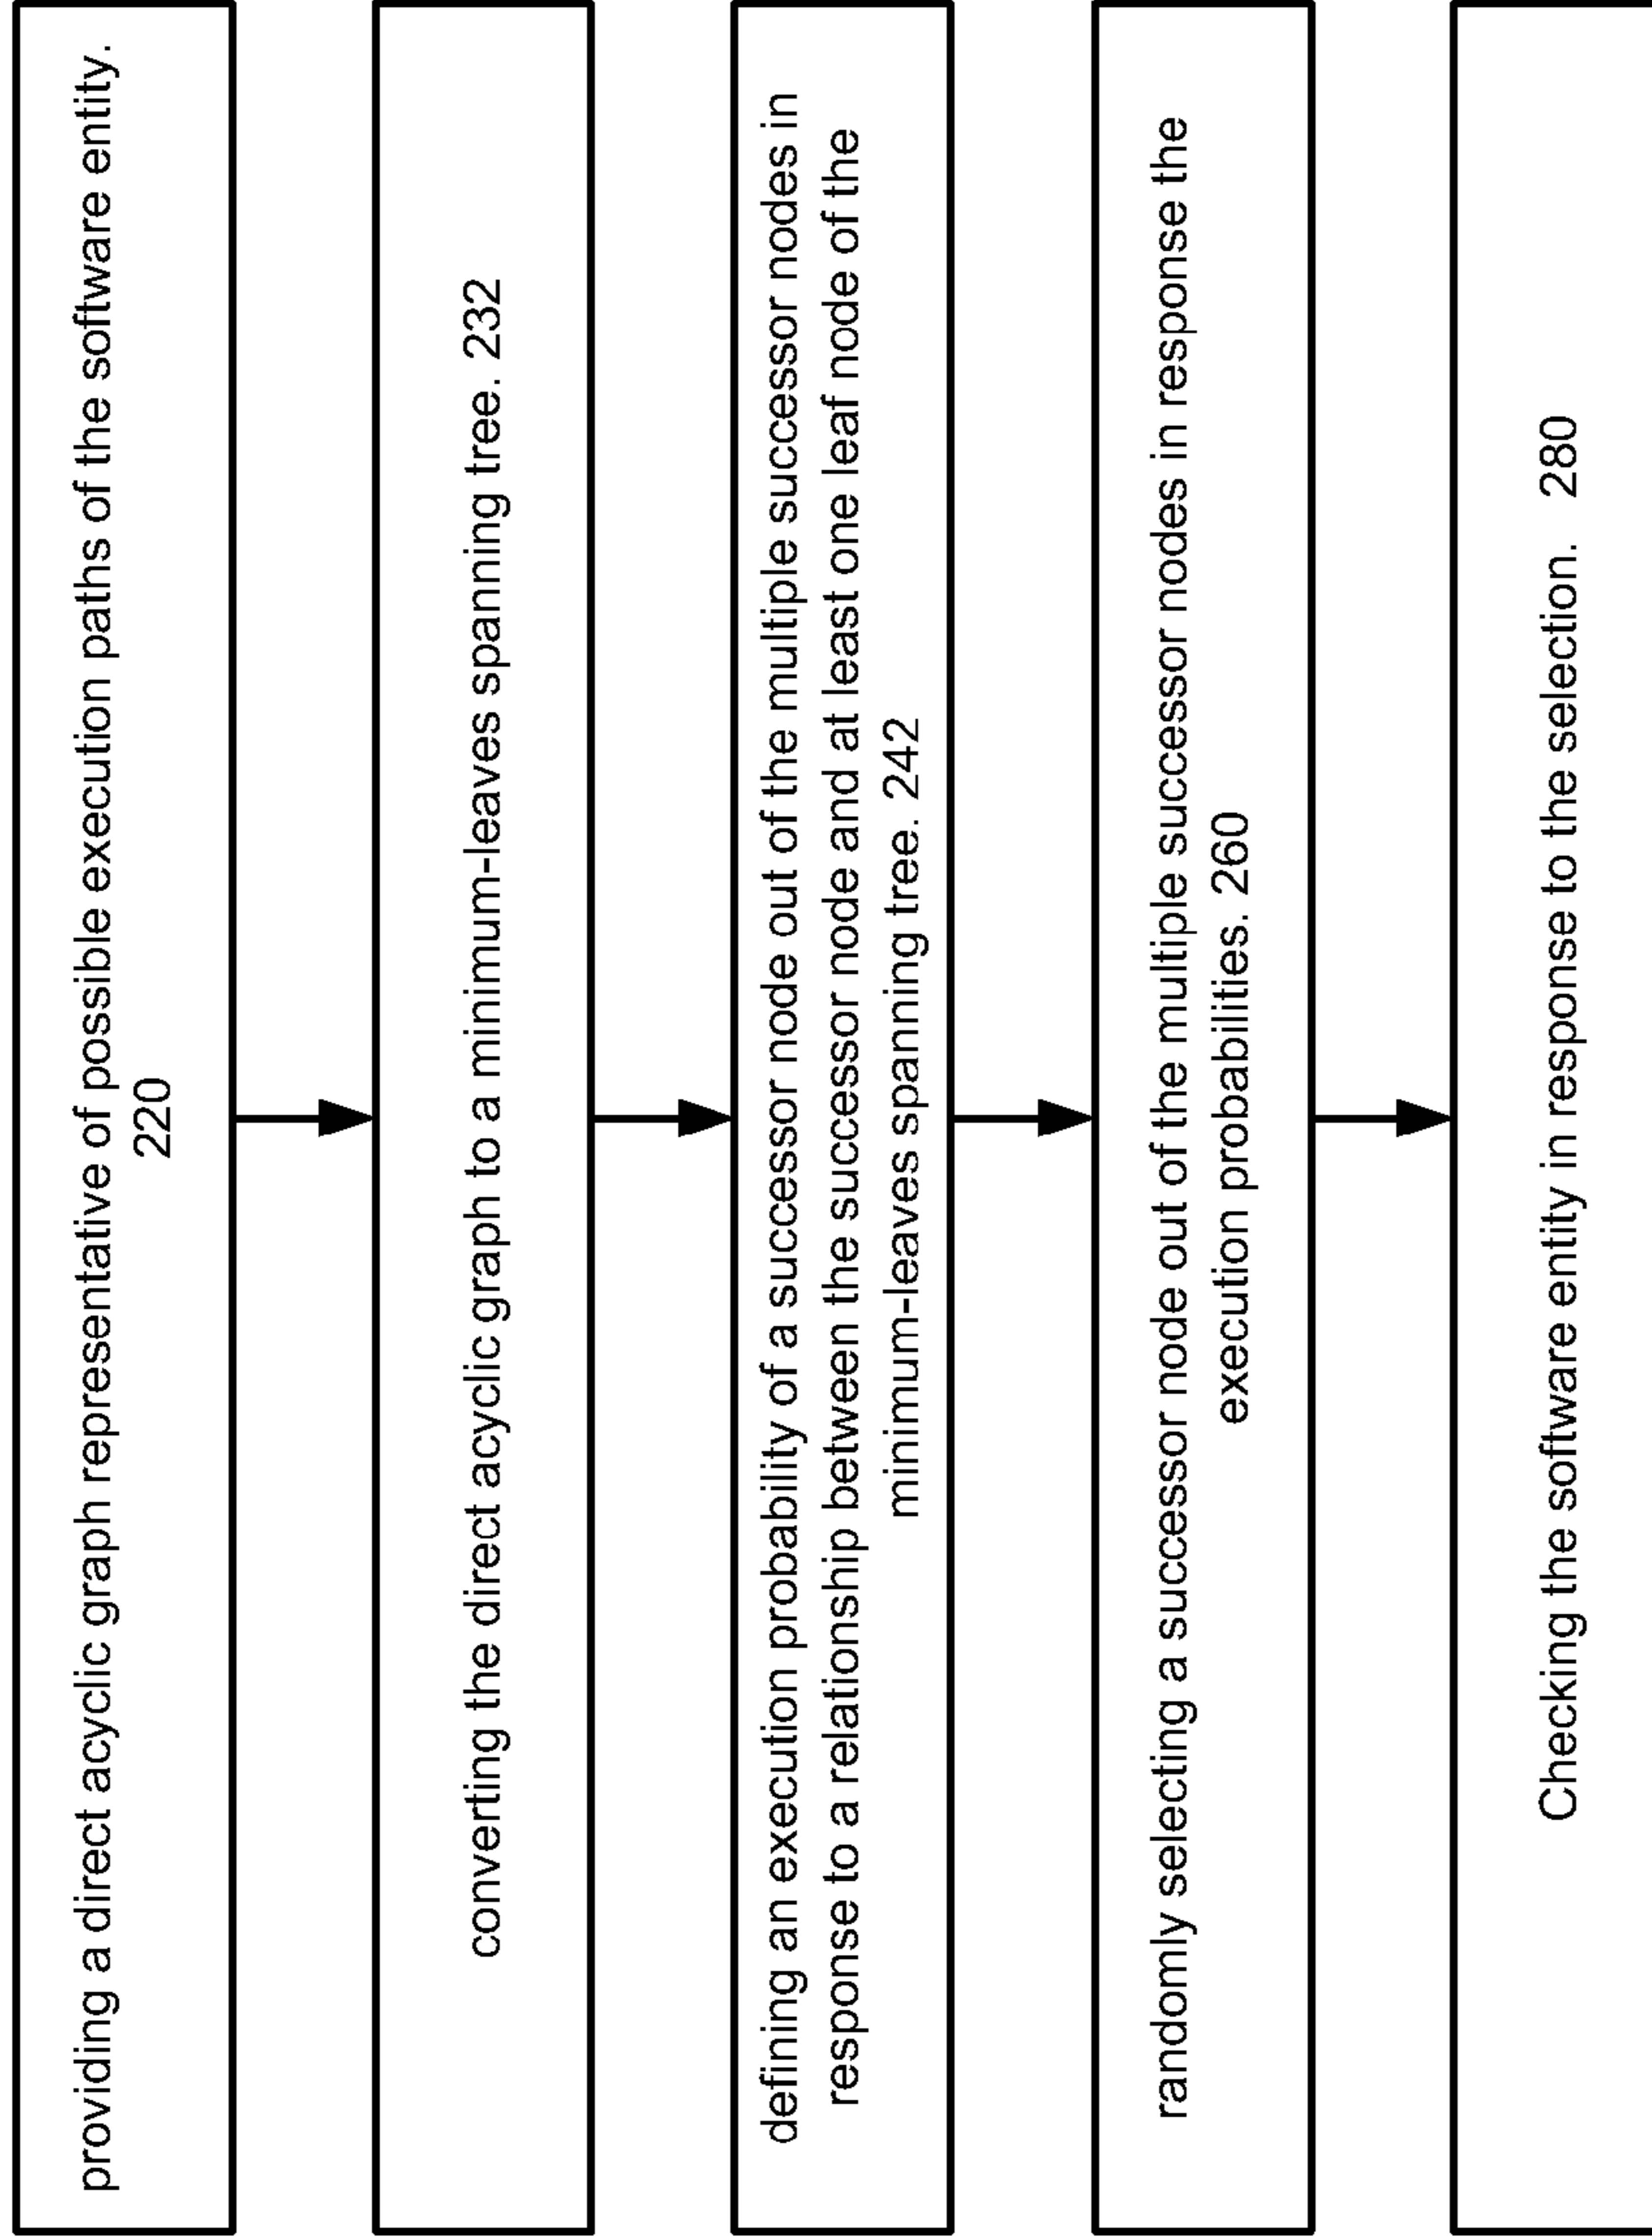 providing a direct acyclic graph representative of possible execution paths of the software entity.
220
converting the direct acyclic graph to a minimum-leaves spanning tree. 232
defining an execution probability of a successor node out of the multiple successor nodes in
response to a relationship between the successor node and at least one leaf node of the
minimum-leaves spanning tree. 242
randomly selecting a successor node out of the multiple successor nodes in response the
execution probabilities. 260
Checking the software entity in response to the selection. 280